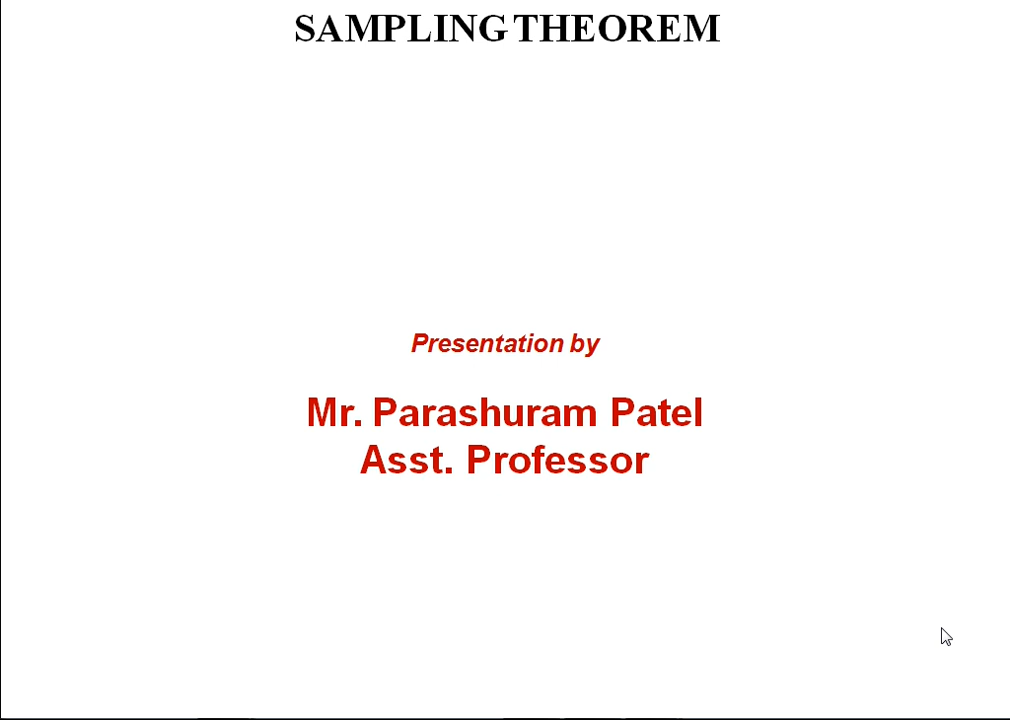 SAMPLING THEOREM
Presentation by
Mr. Parashuram Patel
Asst. Professor